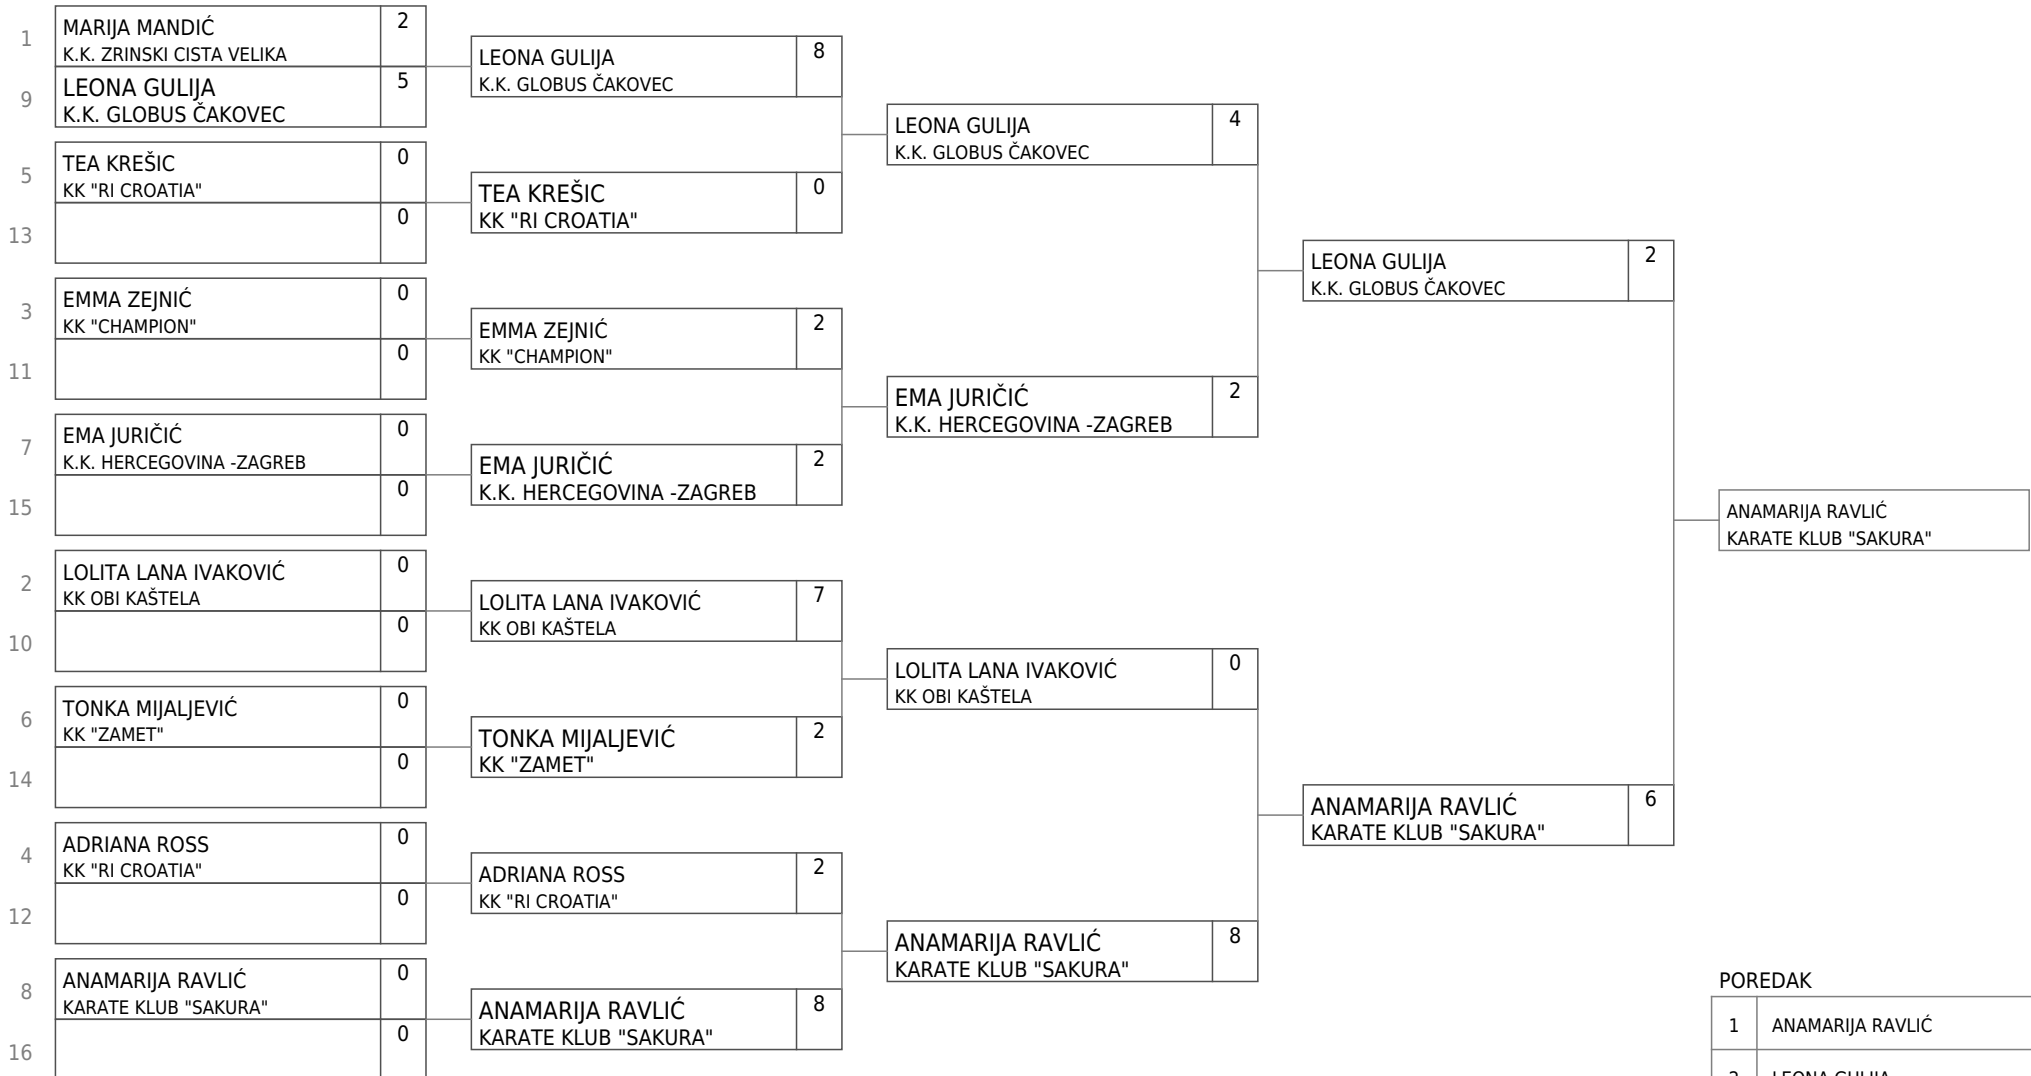 1
MARIJA MANDIĆ
K.K. ZRINSKI CISTA VELIKA
2
9
LEONA GULIJA
K.K. GLOBUS ČAKOVEC
5
5
TEA KREŠIC
KK "RI CROATIA"
0
13
0
3
EMMA ZEJNIĆ
KK "CHAMPION"
0
11
0
7
EMA JURIČIĆ
K.K. HERCEGOVINA -ZAGREB
0
15
0
2
LOLITA LANA IVAKOVIĆ
KK OBI KAŠTELA
0
10
0
6
TONKA MIJALJEVIĆ
KK "ZAMET"
0
14
0
4
ADRIANA ROSS
KK "RI CROATIA"
0
12
0
8
ANAMARIJA RAVLIĆ
KARATE KLUB "SAKURA"
0
16
0
LEONA GULIJA
K.K. GLOBUS ČAKOVEC
8
TEA KREŠIC
KK "RI CROATIA"
0
EMMA ZEJNIĆ
KK "CHAMPION"
2
EMA JURIČIĆ
K.K. HERCEGOVINA -ZAGREB
2
LOLITA LANA IVAKOVIĆ
KK OBI KAŠTELA
7
TONKA MIJALJEVIĆ
KK "ZAMET"
2
ADRIANA ROSS
KK "RI CROATIA"
2
ANAMARIJA RAVLIĆ
KARATE KLUB "SAKURA"
8
LEONA GULIJA
K.K. GLOBUS ČAKOVEC
4
EMA JURIČIĆ
K.K. HERCEGOVINA -ZAGREB
2
LOLITA LANA IVAKOVIĆ
KK OBI KAŠTELA
0
ANAMARIJA RAVLIĆ
KARATE KLUB "SAKURA"
8
LEONA GULIJA
K.K. GLOBUS ČAKOVEC
2
ANAMARIJA RAVLIĆ
KARATE KLUB "SAKURA"
6
ANAMARIJA RAVLIĆ
KARATE KLUB "SAKURA"
POREDAK
1 ANAMARIJA RAVLIĆ
2 LEONA GULIJA